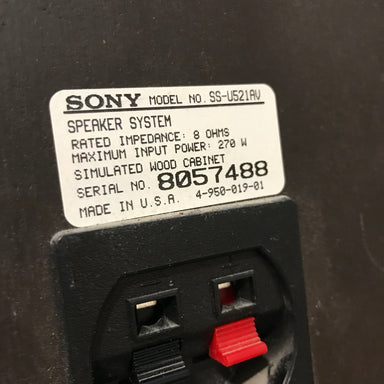 SONY MODEL NO. SS-U521AV
SPEAKER SYSTEM
RATED IMPEDANCE: 8 OHMS
MAXIMUM INPUT POWER: 270 W
SIMULATED WOOD CABINET
SERIAL NO. 8057488
MADE IN U.S.A. 4-950-019-01